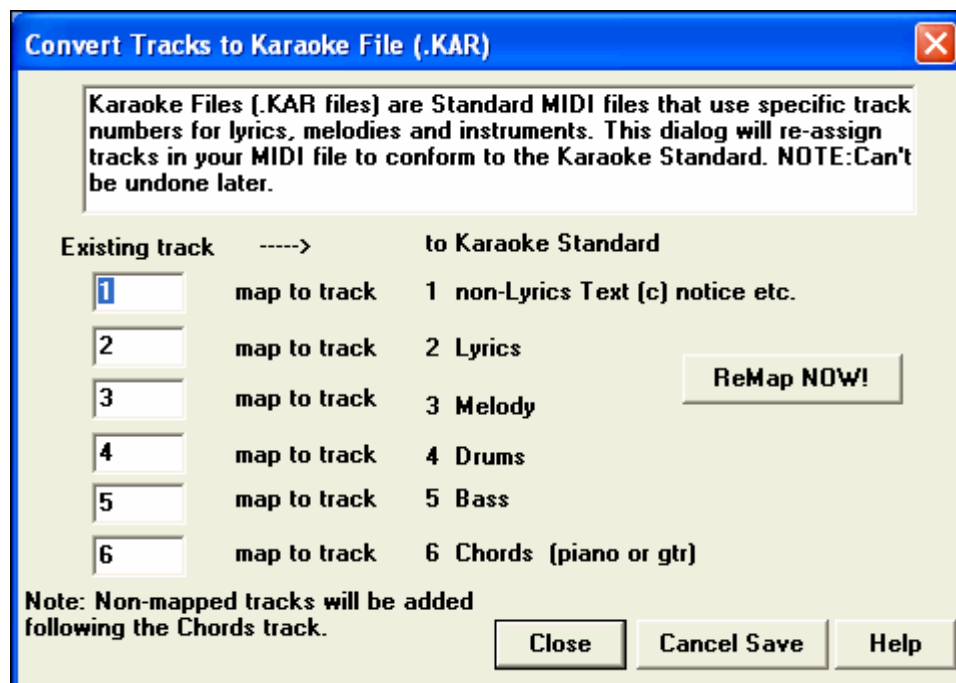 Convert Tracks to Karaoke File (.KAR)
Karaoke Files (.KAR files) are Standard MIDI files that use specific track
numbers for lyrics, melodies and instruments. This dialog will re-assign
tracks in your MIDI file to conform to the Karaoke Standard. NOTE:Can't
be undone later.
Existing track -----> to Karaoke Standard
1 map to track 1 non-Lyrics Text (c) notice etc.
2 map to track 2 Lyrics
ReMap NOW!
3 map to track 3 Melody
4 map to track 4 Drums
5 map to track 5 Bass
6 map to track 6 Chords (piano or gtr)
Note: Non-mapped tracks will be added
following the Chords track.
Close Cancel Save Help